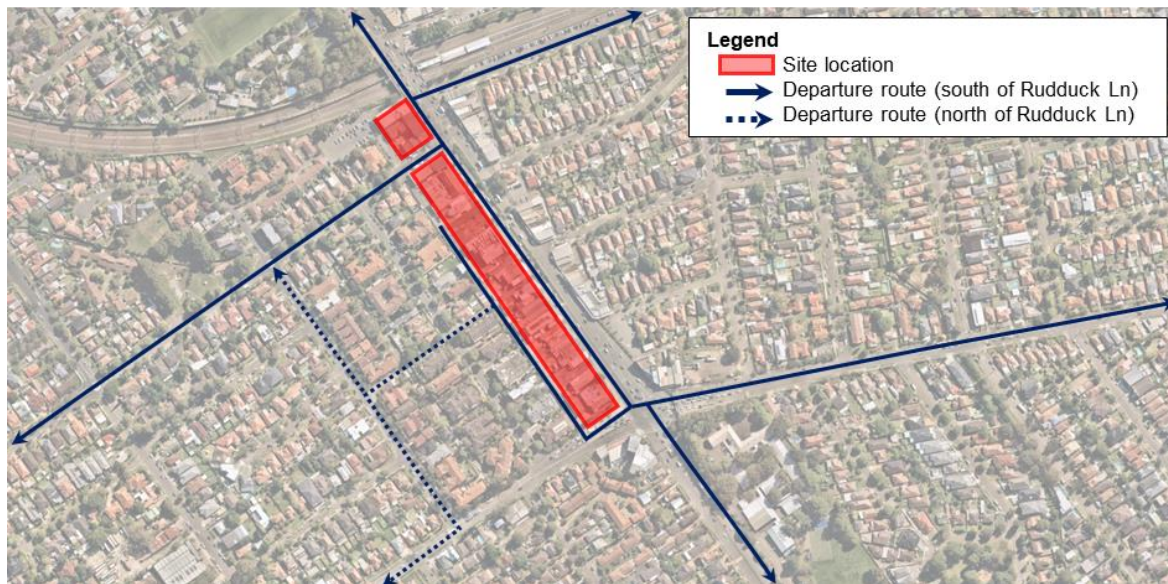 Legend
Site location
Departure route (south of Rudduck Ln)
Departure route (north of Rudduck Ln)